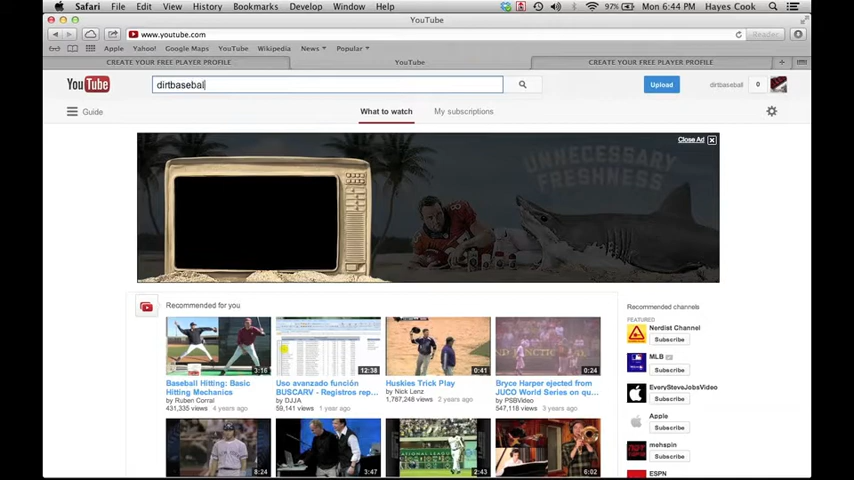 Safari File Edit View History Bookmarks Develop Window Help 97% Mon 6:44 PM Hayes Cook
YouTube
www.youtube.com Reader
Apple Yahoo! Google Maps YouTube Wikipedia News Popular
CREATE YOUR FREE PLAYER PROFILE YouTube CREATE YOUR FREE PLAYER PROFILE
YouTube dirtbasebal Upload dirtbaseball 0
Guide What to watch My subscriptions
Close Ad X
UNNECESSARY
FRESHNESS
Recommended for you
Recommended channels
FEATURED
Nerdist Channel
Subscribe
MLB
Subscribe
EverySteveJobsVideo
Subscribe
Apple
Subscribe
mehspin
Subscribe
ESPN
3:16 12:38 0:41 0:24
Baseball Hitting: Basic
Hitting Mechanics
by Ruben Corral
431,335 views 4 years ago
Uso avanzado función
BUSCARV - Registros rep...
by DJJA
59,141 views 1 year ago
Huskies Trick Play
by Nick Lenz
1,787,248 views 2 years ago
Bryce Harper ejected from
JUCO World Series on qu...
by PSBVideo
547,118 views 3 years ago
8:24 3:47 2:43 6:02